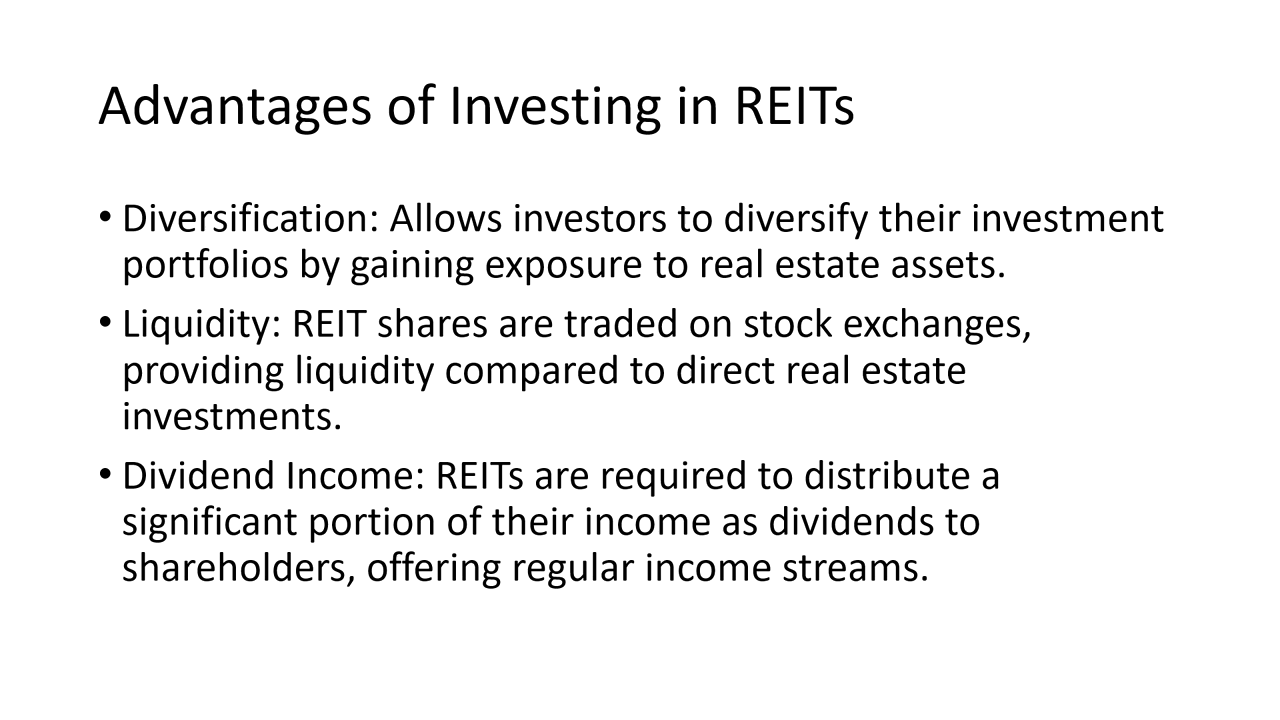 Advantages of Investing in REITs
• Diversification: Allows investors to diversify their investment
portfolios by gaining exposure to real estate assets.
• Liquidity: REIT shares are traded on stock exchanges,
providing liquidity compared to direct real estate
investments.
• Dividend Income: REITs are required to distribute a
significant portion of their income as dividends to
shareholders, offering regular income streams.